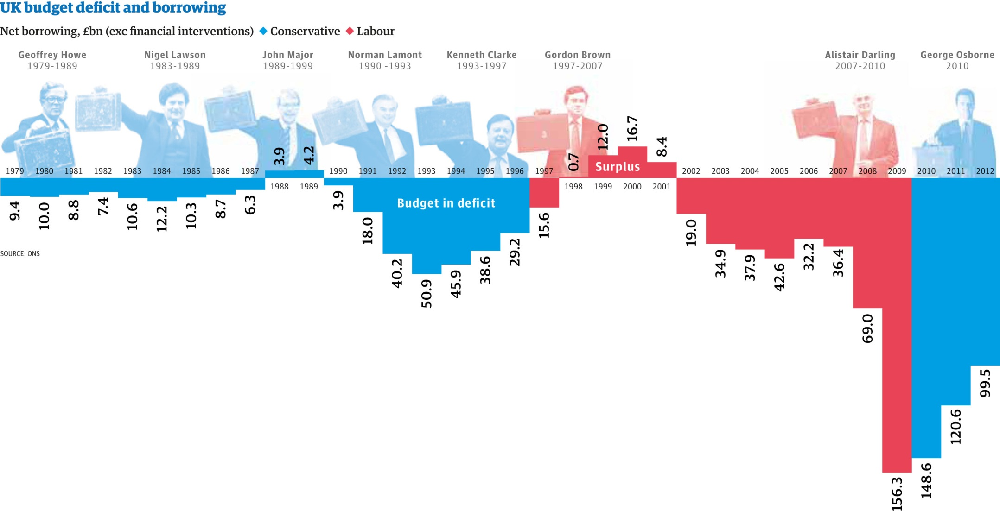 UK budget deficit and borrowing
Net borrowing, £bn (exc financial interventions) Conservative Labour
Geoffrey Howe
1979-1989
Nigel Lawson
1983-1989
John Major
1989-1999
Norman Lamont
1990 -1993
Kenneth Clarke
1993-1997
Gordon Brown
1997-2007
Alistair Darling
2007-2010
George Osborne
2010
3.9 4.2 0.7 12.0 16.7 8.4
Surplus
1979 1980 1981 1982 1983 1984 1985 1986 1987 1990 1991 1992 1993 1994 1995 1996 1997 2002 2003 2004 2005 2006 2007 2008 2009 2010 2011 2012
1988 1989 1998 1999 2000 2001
Budget in deficit
9.4 10.0 8.8 7.4 10.6 12.2 10.3 8.7 6.3 3.9 18.0 40.2 50.9 45.9 38.6 29.2 15.6 19.0 34.9 37.9 42.6 32.2 36.4 69.0 156.3 148.6 120.6 99.5
SOURCE: ONS